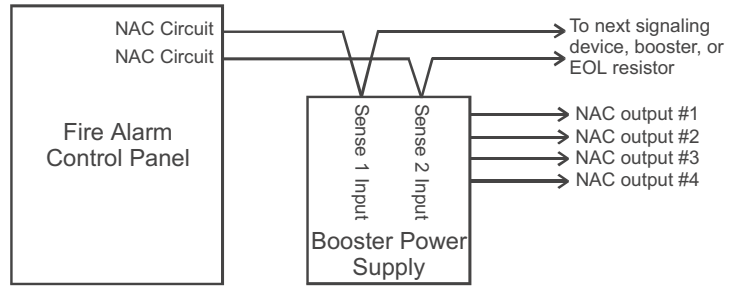 NAC Circuit
NAC Circuit
Fire Alarm
Control Panel
To next signaling
device, booster, or
EOL resistor
Sense 1 Input
Sense 2 Input
NAC output #1
NAC output #2
NAC output #3
NAC output #4
Booster Power
Supply